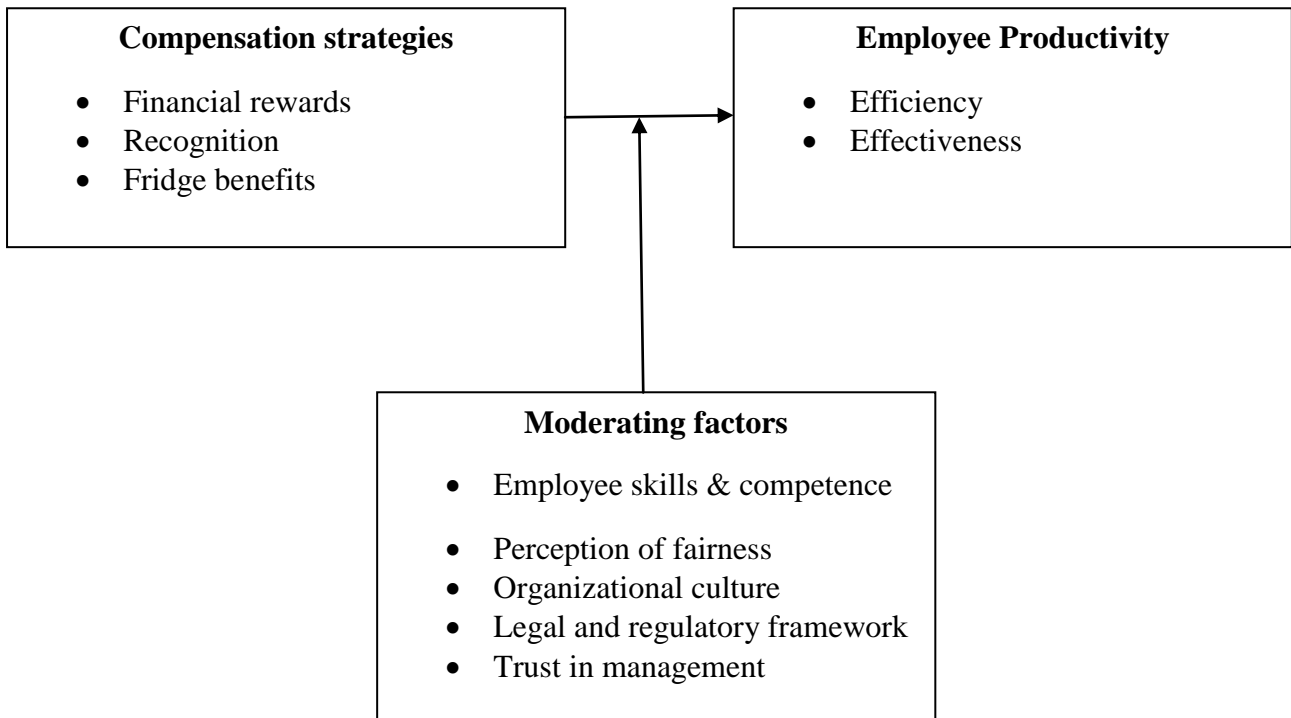 Compensation strategies
• Financial rewards
• Recognition
• Fridge benefits
Employee Productivity
• Efficiency
• Effectiveness
Moderating factors
• Employee skills & competence
• Perception of fairness
• Organizational culture
• Legal and regulatory framework
• Trust in management